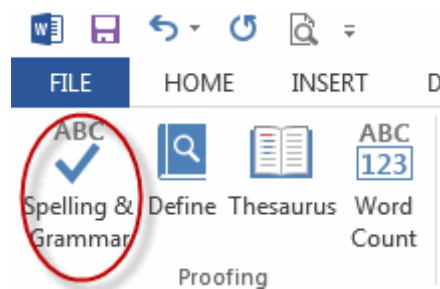 FILE HOME INSERT D
ABC ABC
123
Spelling & Define Thesaurus Word
Grammar Count
Proofing